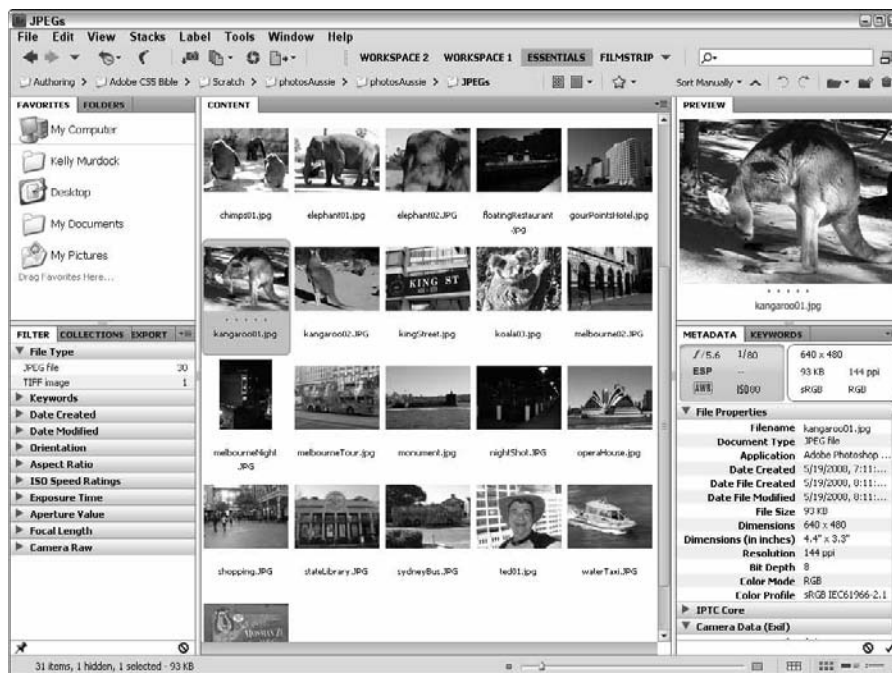 JPEGs
File Edit View Stacks Label Tools Window Help
WORKSPACE 2 WORKSPACE 1 ESSENTIALS FILMSTRIP
Authoring > Adobe CS5 Bible > Scratch > photosAussie > photosAussie > JPEGs
Sort Manually
FAVORITES FOLDERS
My Computer
Kelly Murdock
Desktop
My Documents
My Pictures
Drag Favorites Here...
FILTER COLLECTIONS EXPORT
File Type
JPEG file 30
TIFF image 1
Keywords
Date Created
Date Modified
Orientation
Aspect Ratio
ISO Speed Ratings
Exposure Time
Aperture Value
Focal Length
Camera Raw
CONTENT
chimps01.jpg elephant01.jpg elephant02.JPG floatingRestaurant.jpg gourPointsHotel.jpg
KING ST
kangaroo01.jpg kangaroo02.JPG kingStreet.jpg koala03.jpg melbourne02.JPG
melbourneNight.JPG melbourneTour.jpg monument.jpg nightShot.JPG operaHouse.jpg
shopping.JPG stateLibrary.JPG sydneyBus.JPG ted01.jpg waterTaxi.JPG
PREVIEW
kangaroo01.jpg
METADATA KEYWORDS
f/5.6 1/80
ESP --
AWB ISO80
640 x 480
93 KB 144 ppi
sRGB RGB
File Properties
Filename kangaroo01.jpg
Document Type JPEG file
Application Adobe Photoshop ...
Date Created 5/19/2008, 7:11:...
Date File Created 5/19/2008, 8:11:...
Date File Modified 5/19/2008, 8:11:...
File Size 93 KB
Dimensions 640 x 480
Dimensions (in inches) 4.4" x 3.3"
Resolution 144 ppi
Bit Depth 8
Color Mode RGB
Color Profile sRGB IEC61966-2.1
IPTC Core
Camera Data (Exif)
31 items, 1 hidden, 1 selected - 93 KB